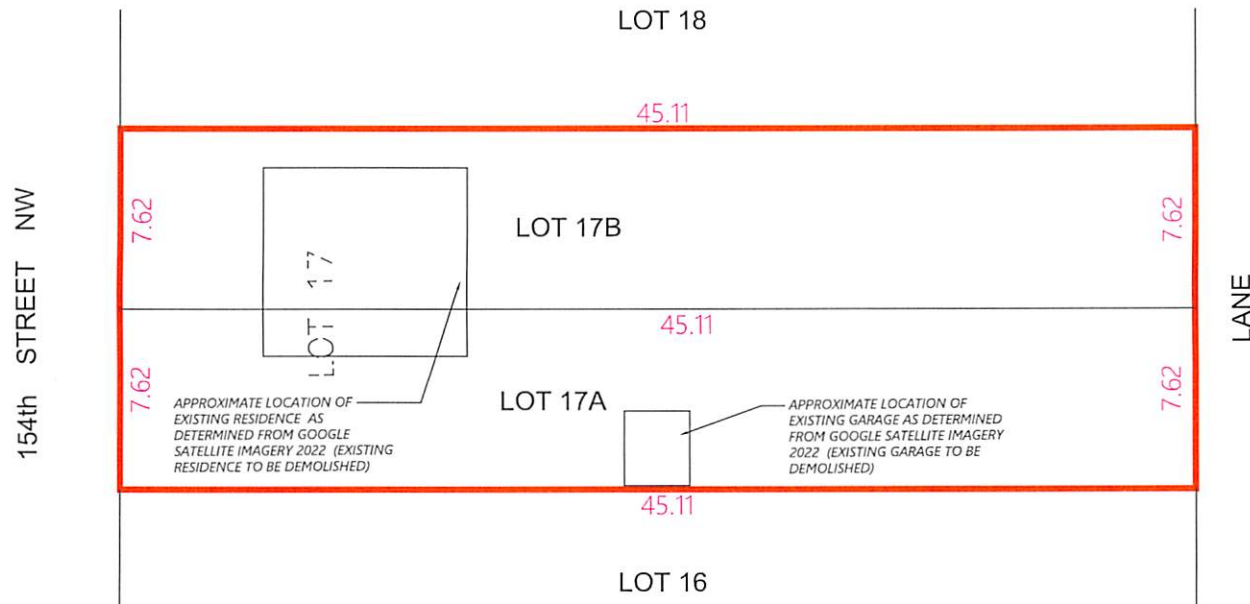 LOT 18
45.11
154th STREET NW
7.62
7.62
LOT 17B
LOT 17
LANE
45.11
7.62
7.62
LOT 17A
APPROXIMATE LOCATION OF
EXISTING RESIDENCE AS
DETERMINED FROM GOOGLE
SATELLITE IMAGERY 2022 (EXISTING
RESIDENCE TO BE DEMOLISHED)
APPROXIMATE LOCATION OF
EXISTING GARAGE AS DETERMINED
FROM GOOGLE SATELLITE IMAGERY
2022 (EXISTING GARAGE TO BE
DEMOLISHED)
45.11
LOT 16